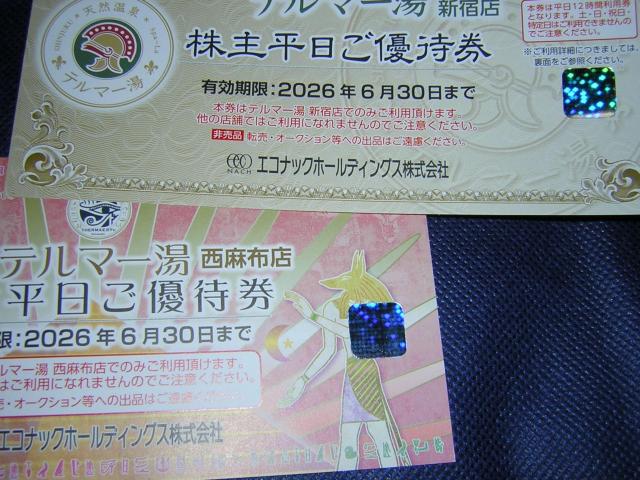 天然温泉
SHINJUKU
Spa・La・B
テルマー湯
テルマー湯 新宿店
株主平日ご優待券
有効期限：2026年6月30日まで
本券はテルマー湯 新宿店でのみご利用頂けます。
他の店舗ではご利用になれませんのでご注意ください。
非売品 転売・オークション等への出品はご遠慮ください。
NACH エコナックホールディングス株式会社
本券は平日12時間利用券
となります。土・日・祝日・
特定日はご利用できませんの
でご注意ください。
※ご利用詳細につきましては、
裏面をご参照ください。
THERMAE-YU
テルマー湯 西麻布店
平日ご優待券
限：2026年6月30日まで
テルマー湯 西麻布店でのみご利用頂けます。
はご利用になれませんのでご注意ください。
売・オークション等への出品はご遠慮ください。
エコナックホールディングス株式会社